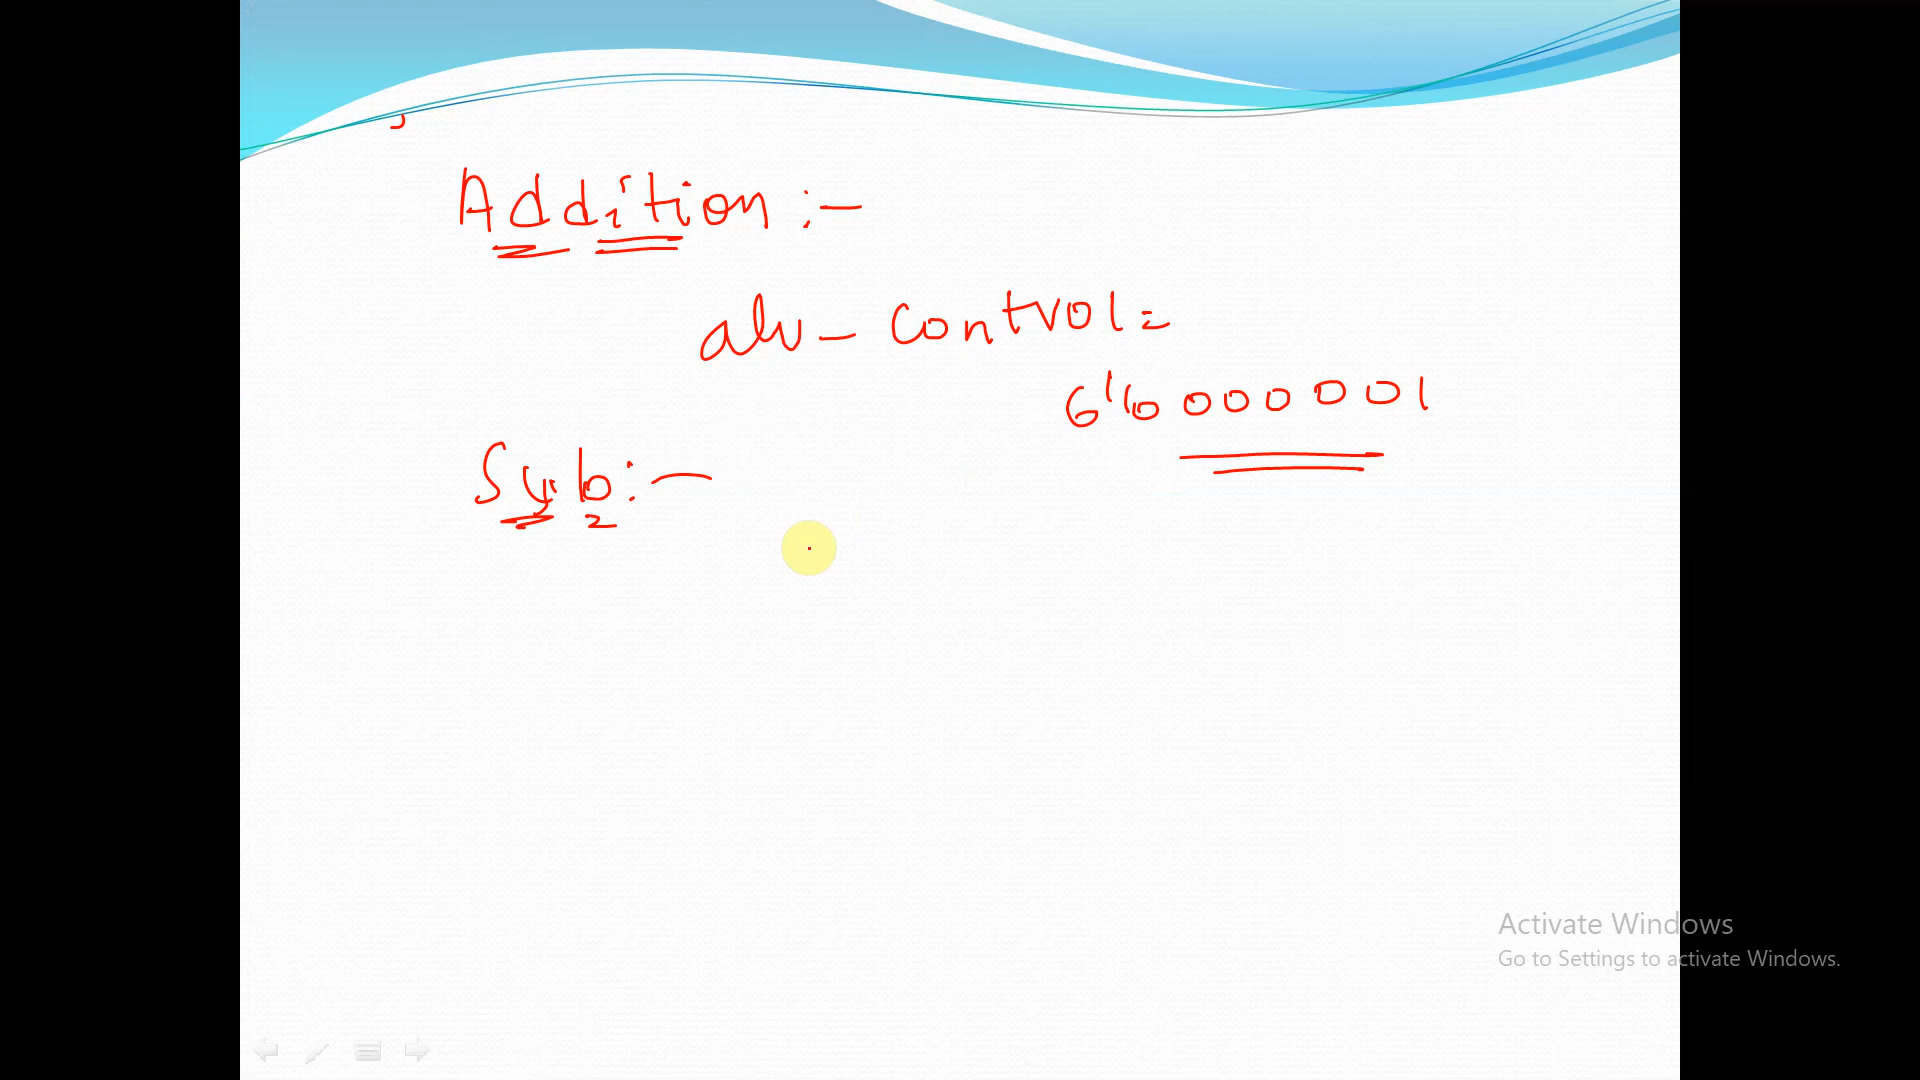 Addition :-
alu - control =
6'b000001
Sub :-
Activate Windows
Go to Settings to activate Windows.